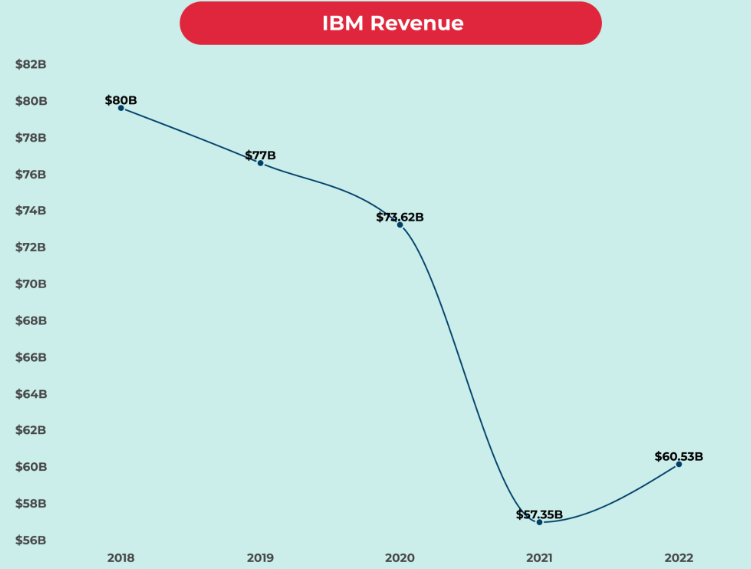 IBM Revenue
$82B
$80B
$80B
$78B
$77B
$76B
$74B
$73.62B
$72B
$70B
$68B
$66B
$64B
$62B
$60.53B
$60B
$58B
$57.35B
$56B
2018 2019 2020 2021 2022